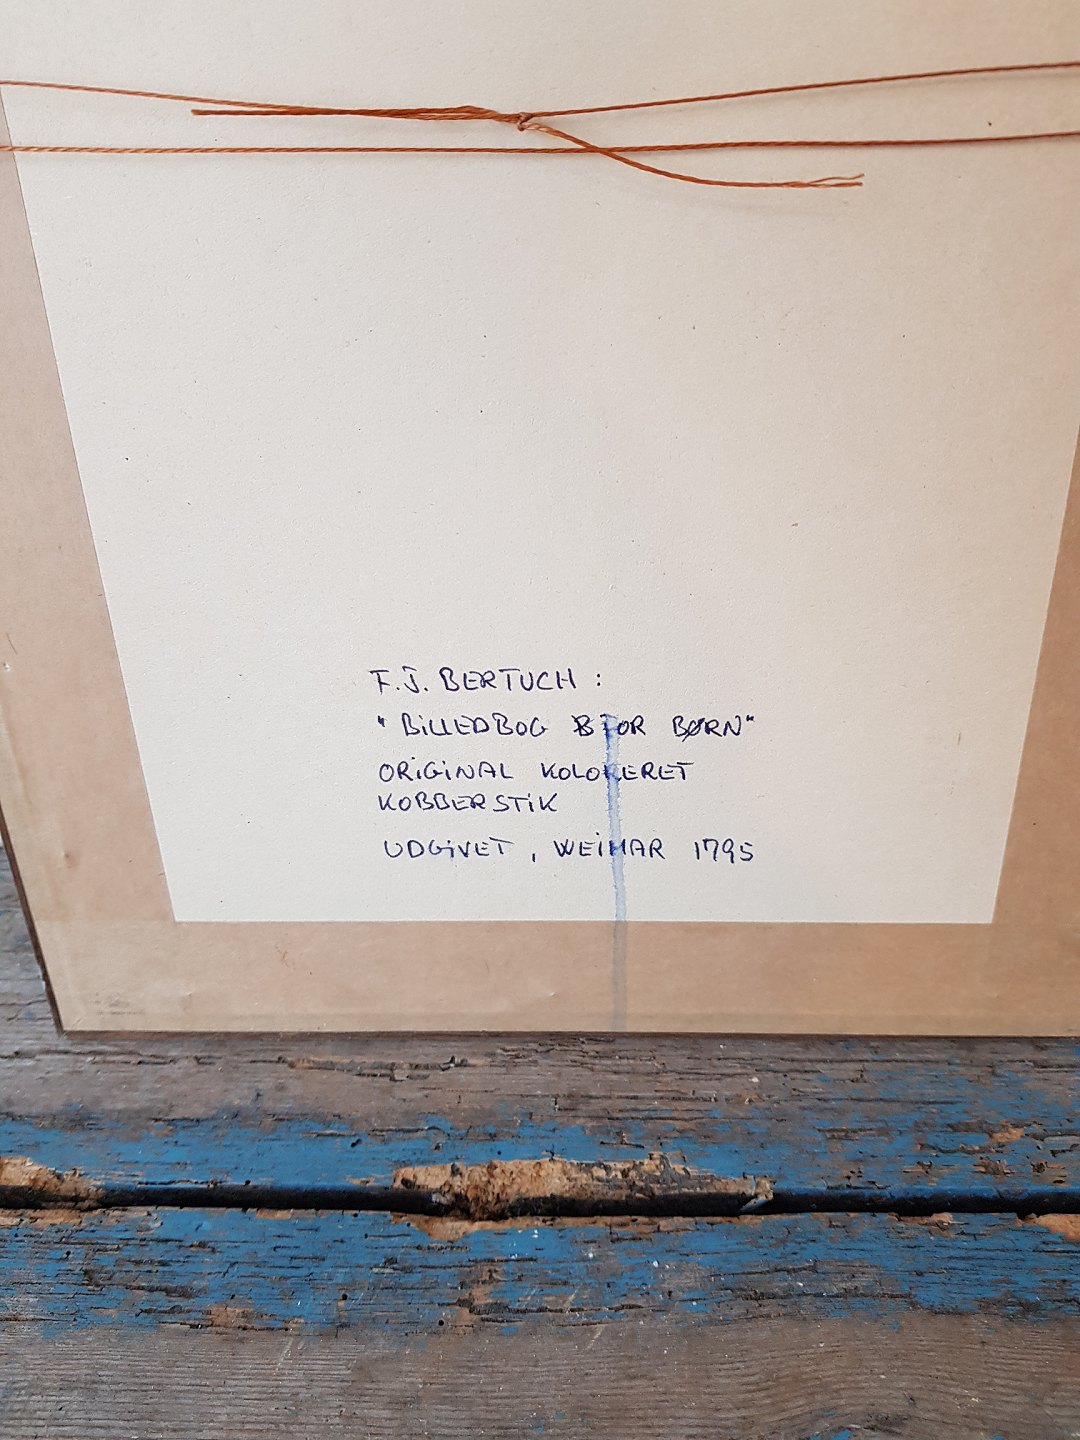 F.J. BERTUCH :
"BILLEDBOG FOR BØRN"
ORIGINAL KOLORERET
KOBBERSTIK
UDGIVET, WEIMAR 1795